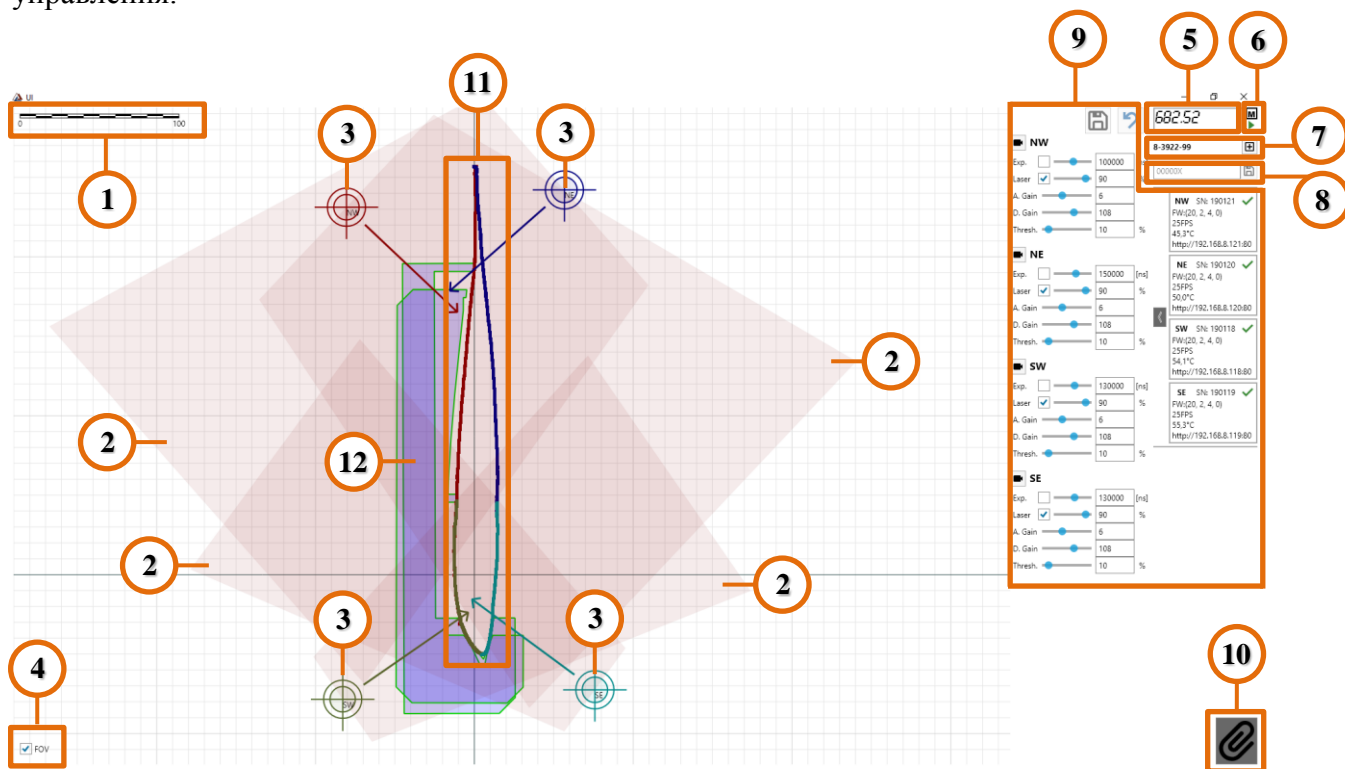 управления.
9
5
6
11
UI
0
100
3
3
682.52
M
7
8-3922-99
1
NW
Exp.
100000
[ns]
Laser
90
%
A. Gain
6
D. Gain
108
Thresh.
10
%
00000X
8
NW
NE
NW SN: 190121
FW:(20, 2, 4, 0)
25FPS
45,3°C
http://192.168.8.121:80
NE
Exp.
150000
[ns]
Laser
90
%
A. Gain
6
D. Gain
108
Thresh.
10
%
NE SN: 190120
FW:(20, 2, 4, 0)
25FPS
50,0°C
http://192.168.8.120:80
2
SW
Exp.
130000
[ns]
Laser
90
%
A. Gain
6
D. Gain
108
Thresh.
10
%
SW SN: 190118
FW:(20, 2, 4, 0)
25FPS
54,1°C
http://192.168.8.118:80
2
12
SE SN: 190119
FW:(20, 2, 4, 0)
25FPS
55,3°C
http://192.168.8.119:80
SE
Exp.
130000
[ns]
Laser
90
%
A. Gain
6
D. Gain
108
Thresh.
10
%
2
2
3
3
SW
SE
4
10
FOV